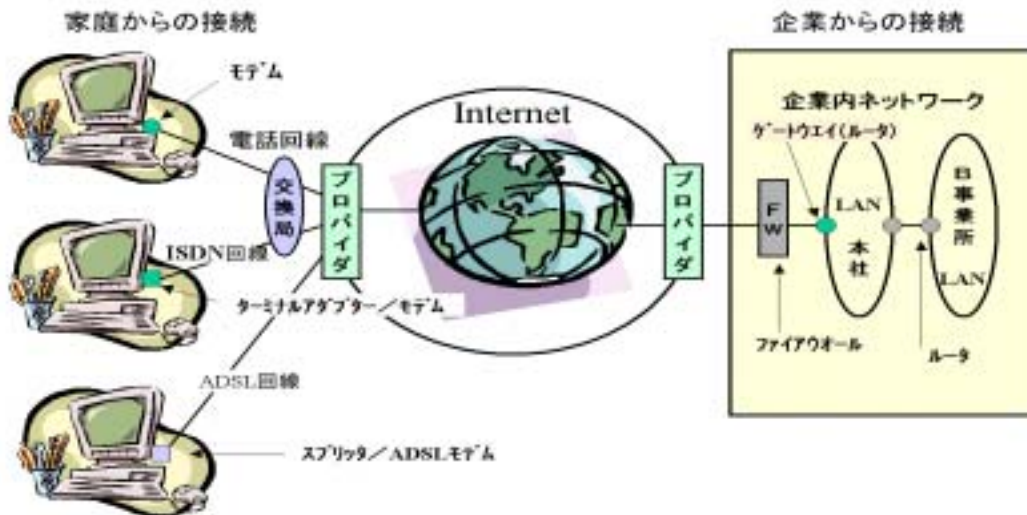 家庭からの接続
企業からの接続
モデム
電話回線
交換局
プロバイダ
Internet
プロバイダ
企業内ネットワーク
ゲートウエイ(ルータ)
FW
LAN
本社
B事業所
LAN
ファイアウオール
ルータ
ISDN回線
ターミナルアダプター/モデム
ADSL回線
スプリッタ/ADSLモデム